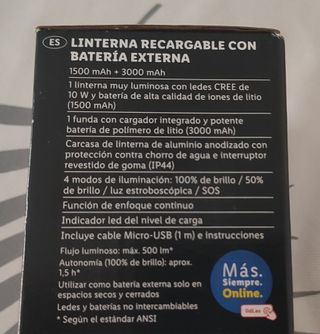 ES LINTERNA RECARGABLE CON
BATERÍA EXTERNA
1500 mAh + 3000 mAh
1 linterna muy luminosa con ledes CREE de
10 W y batería de alta calidad de iones de litio
(1500 mAh)
1 funda con cargador integrado y potente
batería de polímero de litio (3000 mAh)
Carcasa de linterna de aluminio anodizado con
protección contra chorro de agua e interruptor
revestido de goma (IP44)
4 modos de iluminación: 100% de brillo / 50%
de brillo / luz estroboscópica / SOS
Función de enfoque continuo
Indicador led del nivel de carga
Incluye cable Micro-USB (1 m) e instrucciones
Flujo luminoso: máx. 500 lm*
Autonomía (100% de brillo): aprox.
1,5 h*
Utilizar como batería externa solo en
espacios secos y cerrados
Ledes y baterías no intercambiables
* Según el estándar ANSI
Más.
Siempre.
Online.
lidl.es